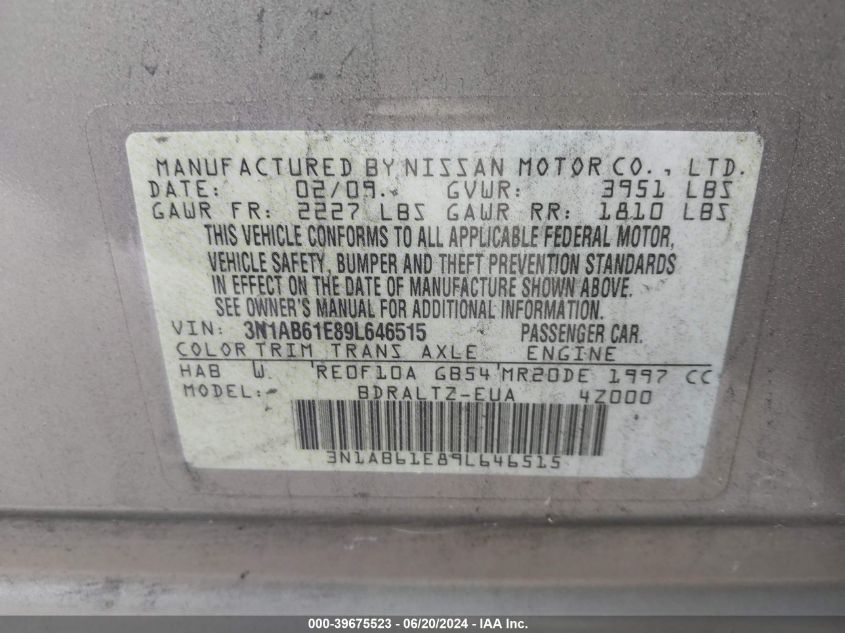 MANUFACTURED BY NISSAN MOTOR CO., LTD.
DATE: 02/09 GVWR: 3951 LBS
GAWR FR: 2227 LBS GAWR RR: 1810 LBS
THIS VEHICLE CONFORMS TO ALL APPLICABLE FEDERAL MOTOR,
VEHICLE SAFETY, BUMPER AND THEFT PREVENTION STANDARDS
IN EFFECT ON THE DATE OF MANUFACTURE SHOWN ABOVE.
SEE OWNER'S MANUAL FOR ADDITIONAL INFORMATION.
VIN: 3N1AB61E89L646515 PASSENGER CAR.
COLOR TRIM TRANS AXLE ENGINE
HAB W RE0F10A GB54 MR20DE 1997 CC
MODEL: BDRALTZ-EUA 4Z000
3N1AB61E89L646515
000-39675523 - 06/20/2024 - IAA Inc.